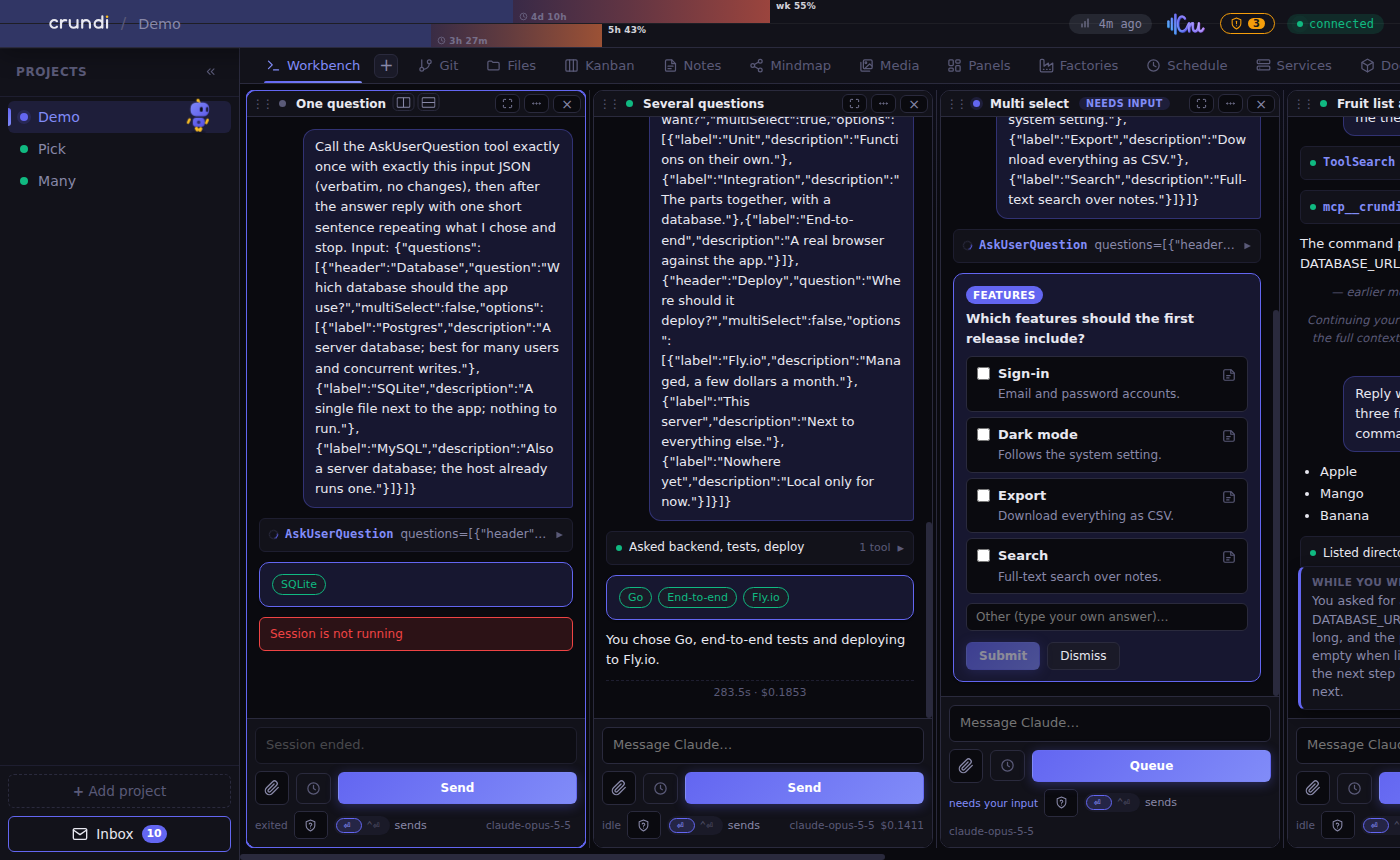 crundi / Demo
4d 10h
wk 55%
3h 27m
5h 43%
4m ago
3
connected
PROJECTS «
Demo
Pick
Many
+ Add project
Inbox 10
Workbench + Git Files Kanban Notes Mindmap Media Panels Factories Schedule Services Do
One question
Call the AskUserQuestion tool exactly
once with exactly this input JSON
(verbatim, no changes), then after
the answer reply with one short
sentence repeating what I chose and
stop. Input: {"questions":
[{"header":"Database","question":"W
hich database should the app
use?","multiSelect":false,"options":
[{"label":"Postgres","description":"A
server database; best for many users
and concurrent writes."},
{"label":"SQLite","description":"A
single file next to the app; nothing to
run."},
{"label":"MySQL","description":"Also
a server database; the host already
runs one."}]}]}
AskUserQuestion questions=[{"header"…
SQLite
Session is not running
Session ended.
Send
exited sends claude-opus-5-5
Several questions
want?","multiSelect":true,"options":
[{"label":"Unit","description":"Functi
ons on their own."},
{"label":"Integration","description":"
The parts together, with a
database."},{"label":"End-to-
end","description":"A real browser
against the app."}]},
{"header":"Deploy","question":"Whe
re should it
deploy?","multiSelect":false,"options
":
[{"label":"Fly.io","description":"Mana
ged, a few dollars a month."},
{"label":"This
server","description":"Next to
everything else."},
{"label":"Nowhere
yet","description":"Local only for
now."}]}]}
Asked backend, tests, deploy 1 tool
Go End-to-end Fly.io
You chose Go, end-to-end tests and deploying
to Fly.io.
283.5s · $0.1853
Message Claude…
Send
idle sends claude-opus-5-5 $0.1411
Multi select NEEDS INPUT
system setting."},
{"label":"Export","description":"Dow
nload everything as CSV."},
{"label":"Search","description":"Full-
text search over notes."}]}]}
AskUserQuestion questions=[{"header…
FEATURES
Which features should the first
release include?
Sign-in
Email and password accounts.
Dark mode
Follows the system setting.
Export
Download everything as CSV.
Search
Full-text search over notes.
Other (type your own answer)…
Submit Dismiss
Message Claude…
Queue
needs your input sends
claude-opus-5-5
Fruit list a
me the
ToolSearch
mcp__crundi
The command p
DATABASE_URL
— earlier me
Continuing your
the full context
Reply w
three fr
comma
Apple
Mango
Banana
Listed directo
WHILE YOU WE
You asked for
DATABASE_UR
long, and the
empty when li
the next step
next.
Message Claud
idle